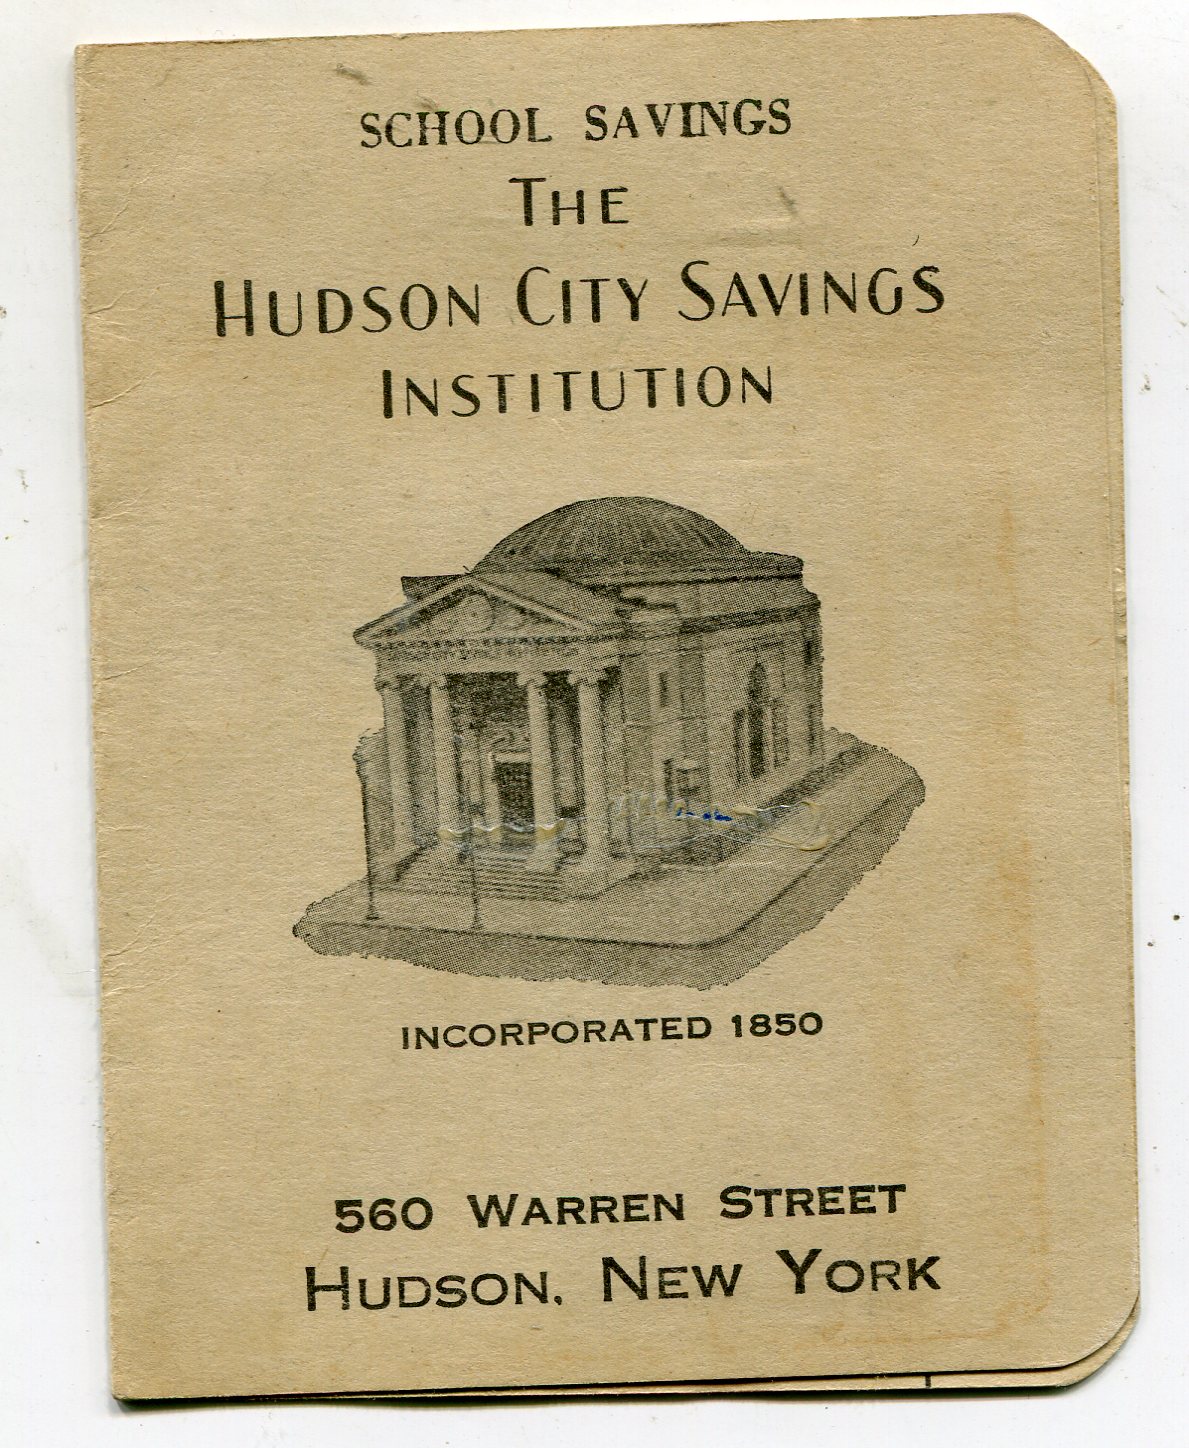 SCHOOL SAVINGS
THE
HUDSON CITY SAVINGS
INSTITUTION
INCORPORATED 1850
560 WARREN STREET
HUDSON, NEW YORK